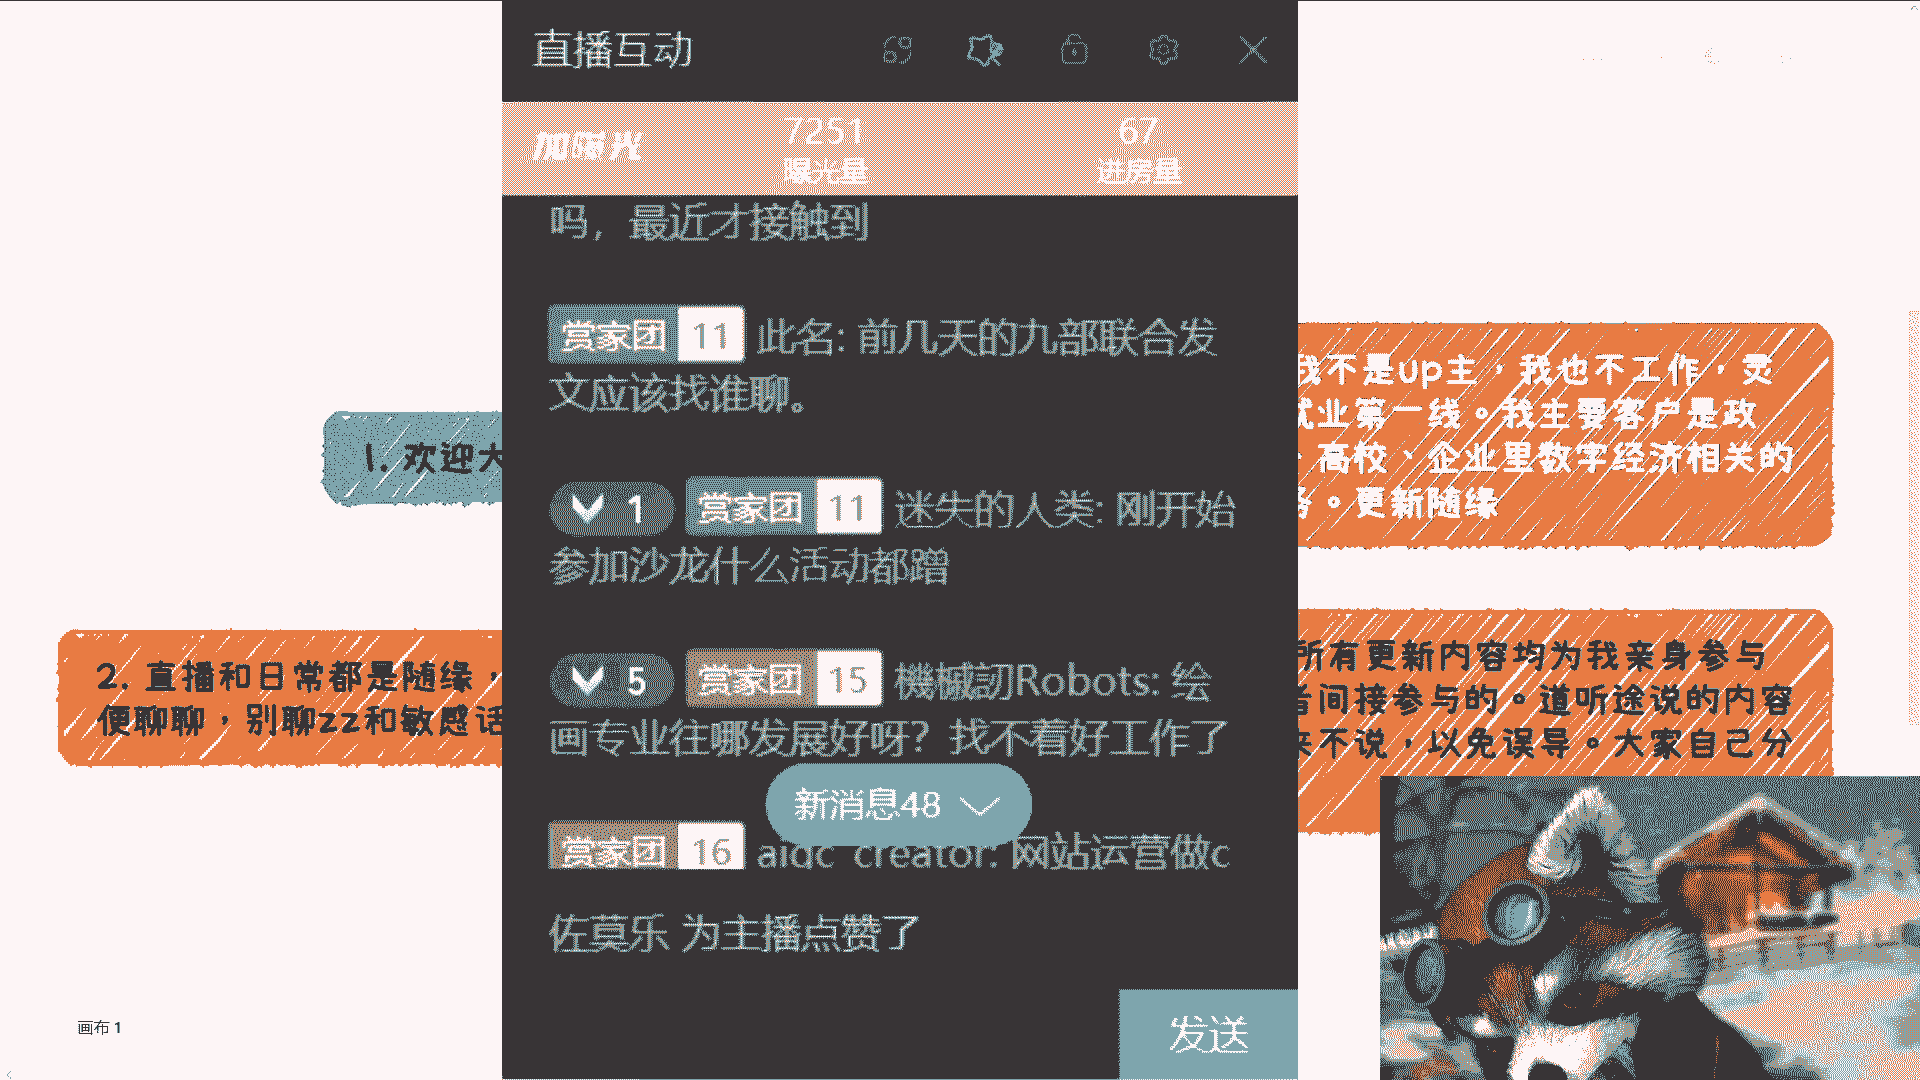 直播互动
加曝光
7251
曝光量
67
进房量
吗，最近才接触到
赏家团 11 此名: 前几天的九部联合发
文应该找谁聊。
1 赏家团 11 迷失的人类: 刚开始
参加沙龙什么活动都蹭
5 赏家团 15 機械訒Robots: 绘
画专业往哪发展好呀？找不着好工作了
新消息48
赏家团 16 aigc creator: 网站运营做c
佐莫乐 为主播点赞了
发送
1. 欢迎大
2. 直播和日常都是随缘，
便聊聊，别聊zz和敏感话
我不是up主，我也不工作，灵
就业第一线。我主要客户是政
、高校、企业里数字经济相关的
务。更新随缘
所有更新内容均为我亲身参与
者间接参与的。道听途说的内容
来不说，以免误导。大家自己分
画布 1